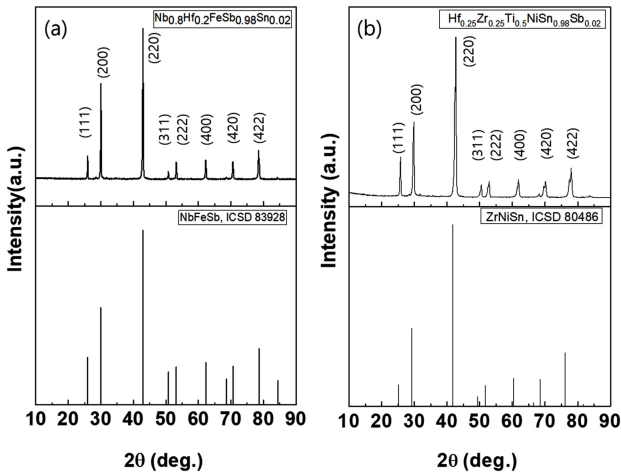 (a)
Nb0.8Hf0.2FeSb0.98Sn0.02
(111)
(200)
(220)
(311)
(222)
(400)
(420)
(422)
Intensity(a.u.)
NbFeSb, ICSD 83928
10 20 30 40 50 60 70 80 90
2θ (deg.)
(b)
Hf0.25Zr0.25Ti0.5NiSn0.98Sb0.02
(111)
(200)
(220)
(311)
(222)
(400)
(420)
(422)
Intensity (a.u.)
ZrNiSn, ICSD 80486
10 20 30 40 50 60 70 80 90
2θ (deg.)